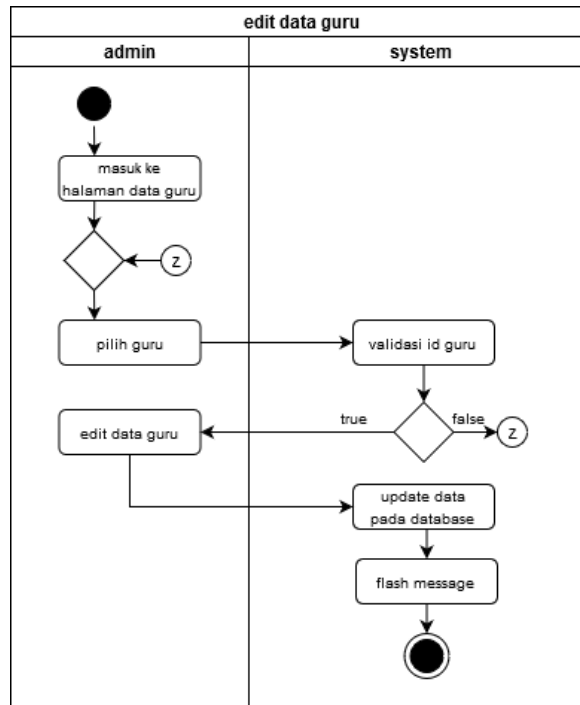 edit data guru
admin
system
masuk ke
halaman data guru
z
pilih guru
validasi id guru
true
false
edit data guru
z
update data
pada database
flash message